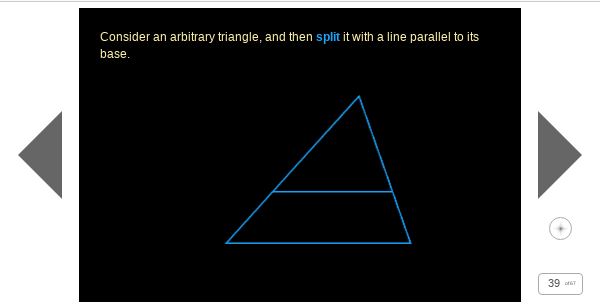 Consider an arbitrary triangle, and then split it with a line parallel to its
base.
39 of 67